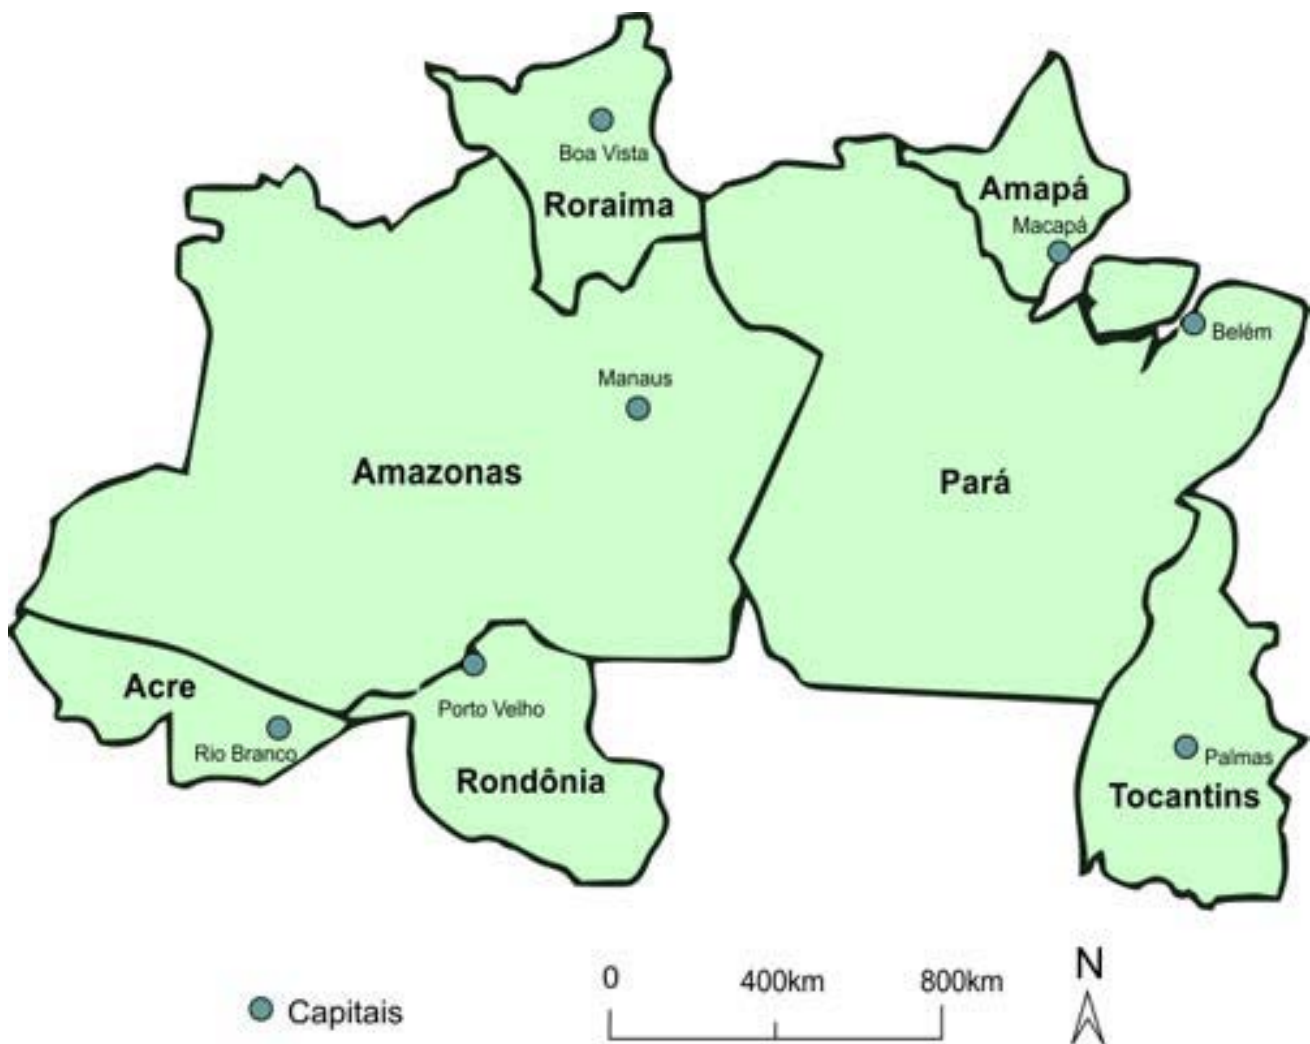 Boa Vista
Roraima
Amapá
Macapá
Belém
Manaus
Amazonas
Pará
Acre
Rio Branco
Porto Velho
Rondônia
Palmas
Tocantins
Capitais
0 400km 800km
N